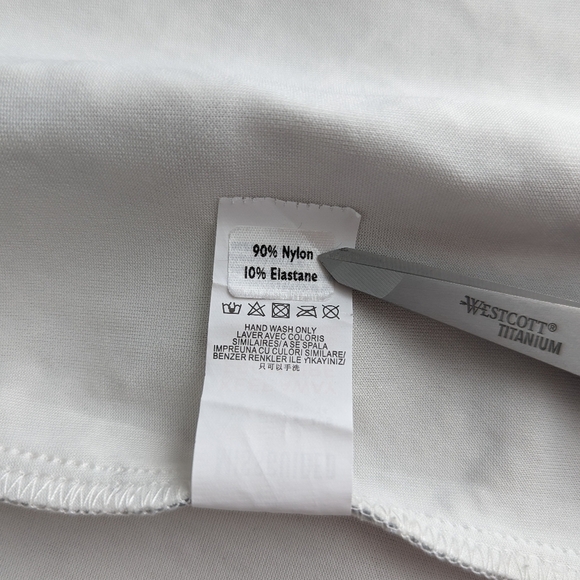 90% Nylon
10% Elastane
HAND WASH ONLY
LAVER AVEC COLORIS
SIMILAIRES/ A SE SPALA
IMPREUNA CU CULORI SIMILARE/
BENZER RENKLER ILE YIKAYINIZ/
只可以手洗
WESTCOTT®
TITANIUM